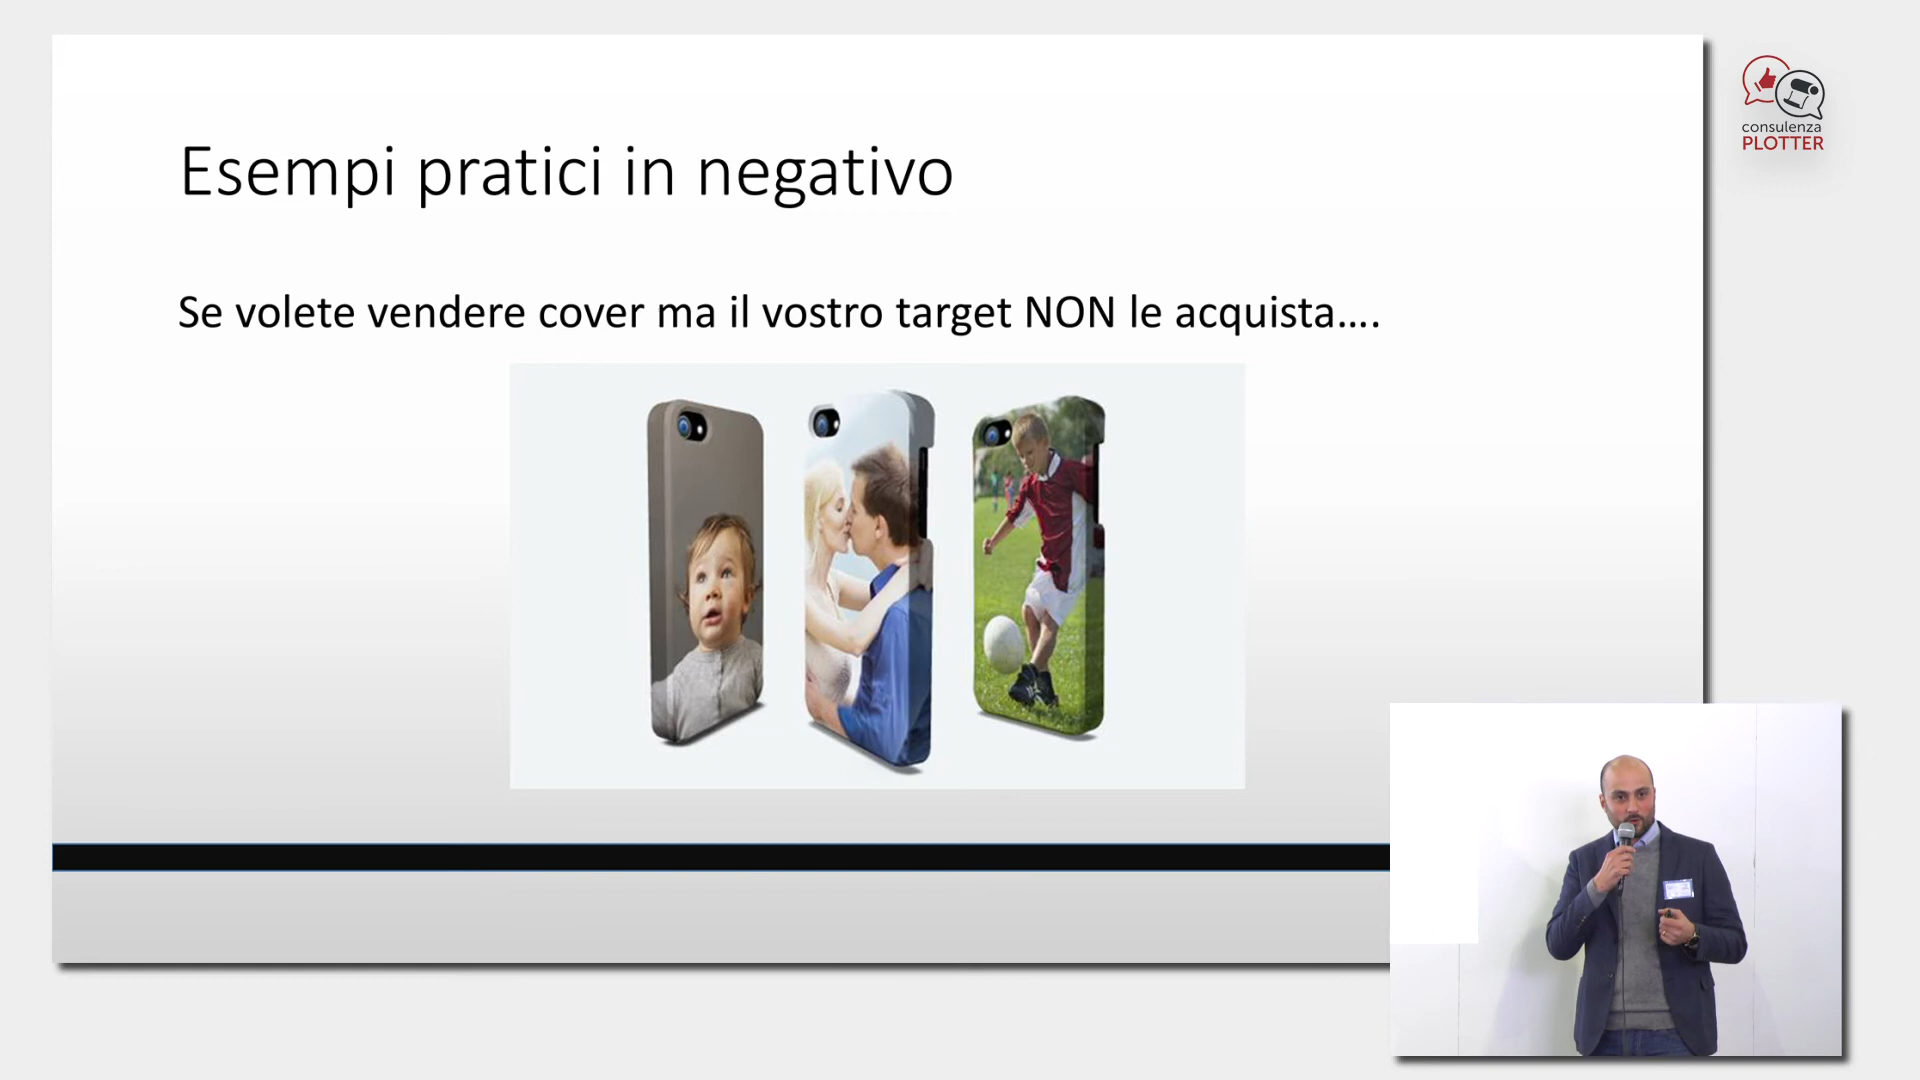 Esempi pratici in negativo
Se volete vendere cover ma il vostro target NON le acquista....
consulenza
PLOTTER